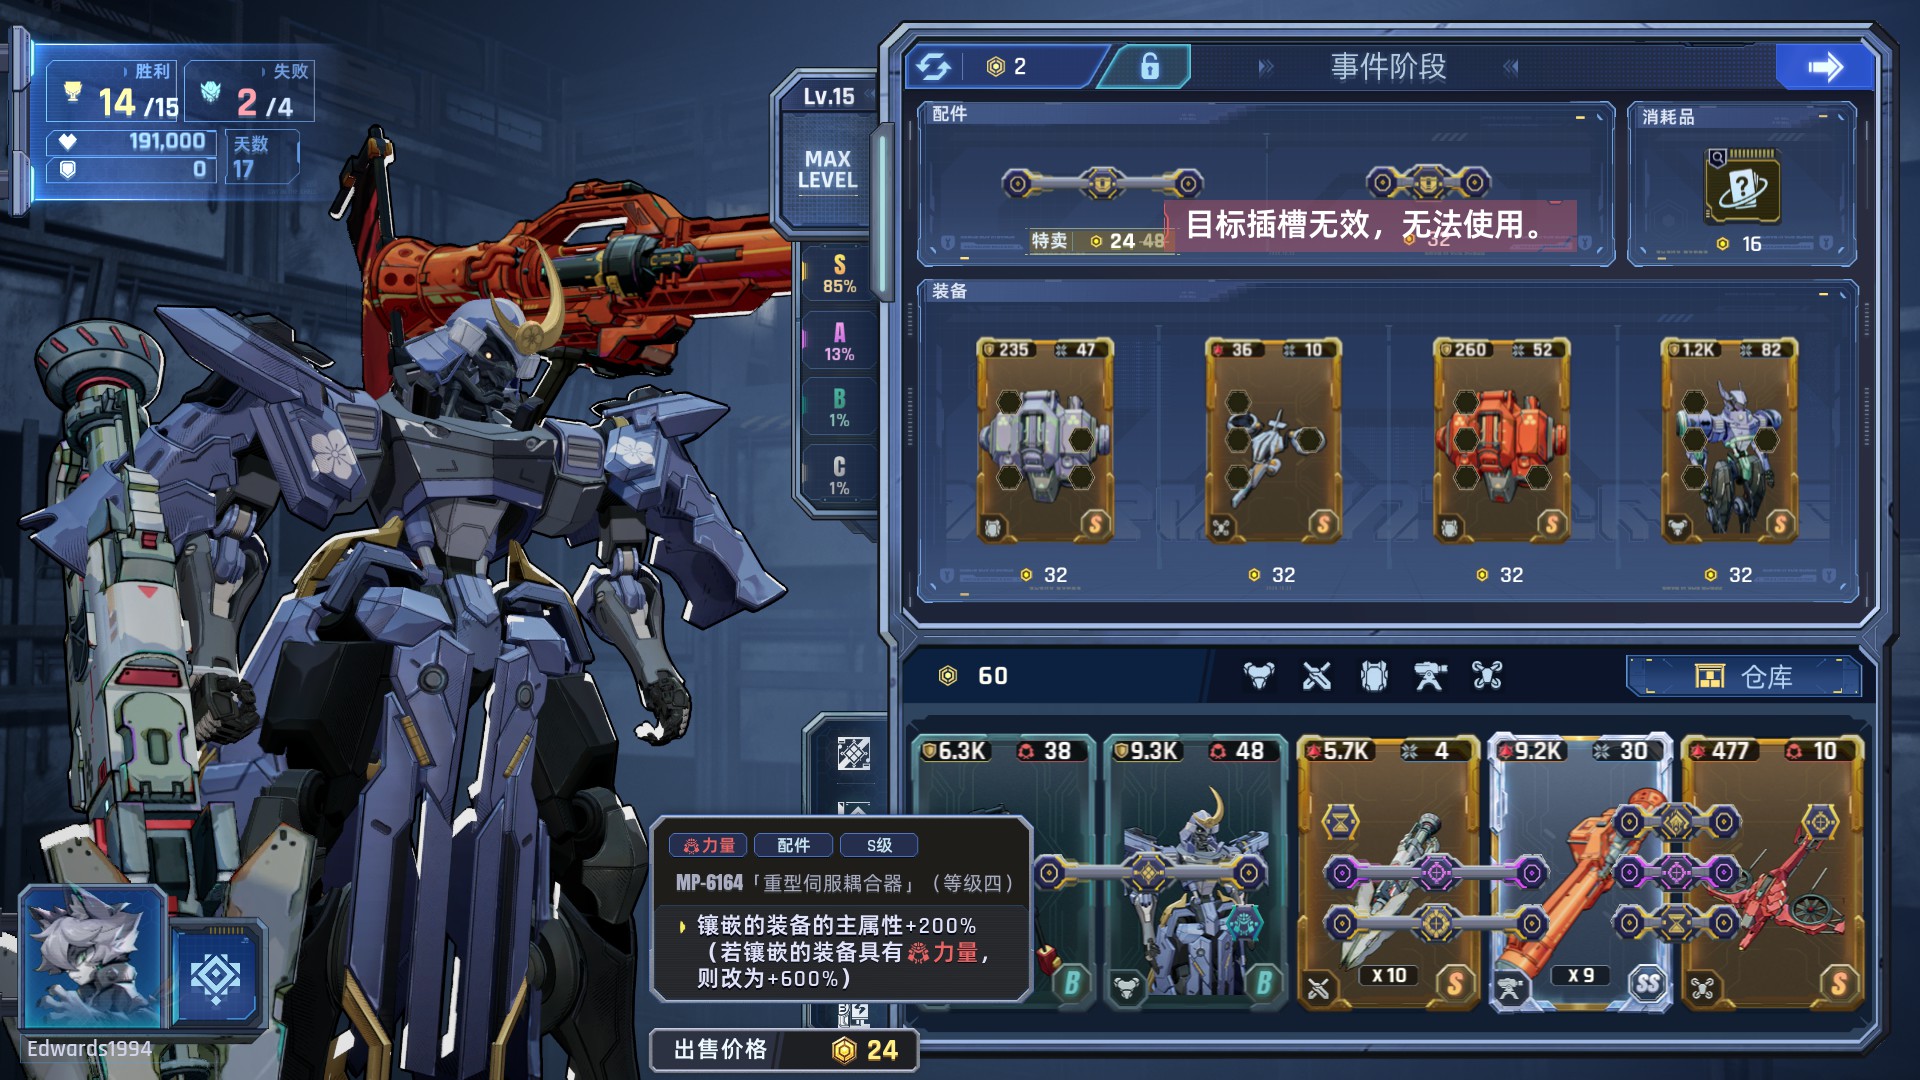 胜利
14 /15
失败
2 /4
191,000
0
天数
17
Lv.15
MAX
LEVEL
S
85%
A
13%
B
1%
C
1%
2
事件阶段
配件
特卖
24 48
目标插槽无效，无法使用。
32
消耗品
?
16
装备
235 47
36 10
260 52
1.2K 82
S
S
S
S
32
32
32
32
60
仓库
6.3K 38
9.3K 48
5.7K 4
9.2K 30
477 10
B
B
x10
S
x9
SS
S
力量
配件
S级
MP-6164「重型伺服耦合器」（等级四）
镶嵌的装备的主属性+200%
（若镶嵌的装备具有力量，
则改为+600%）
出售价格
24
Edwards1994